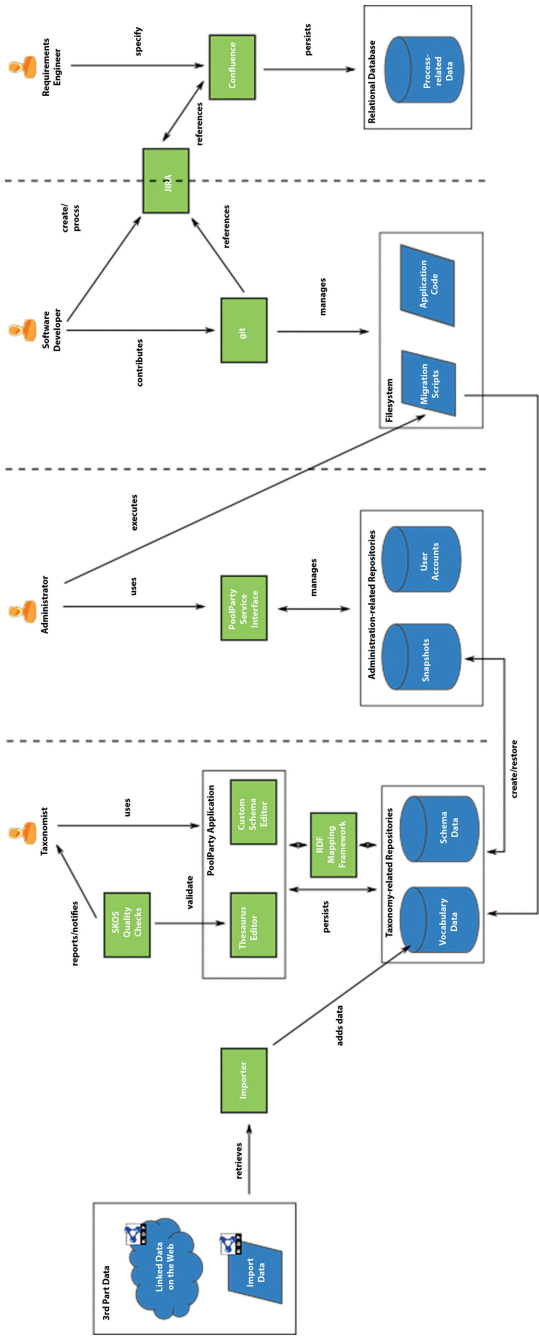 3rd Part Data
Linked Data
on the Web
Import
Data
retrieves
Importer
adds data
Taxonomist
reports/notifies
uses
SKOS
Quality
Checks
validate
PoolParty Application
Thesaurus
Editor
Custom
Schema
Editor
persists
RDF
Mapping
Framework
Taxonomy-related Repositories
Vocabulary
Data
Schema
Data
create/restore
Administrator
uses
executes
PoolParty
Service
Interface
manages
Administration-related Repositories
Snapshots
User
Accounts
Software
Developer
contributes
create/
procss
git
references
manages
Filesystem
Migration
Scripts
Application
Code
JIRA
references
Requirements
Engineer
specify
Confluence
persists
Relational Database
Process-
related
Data